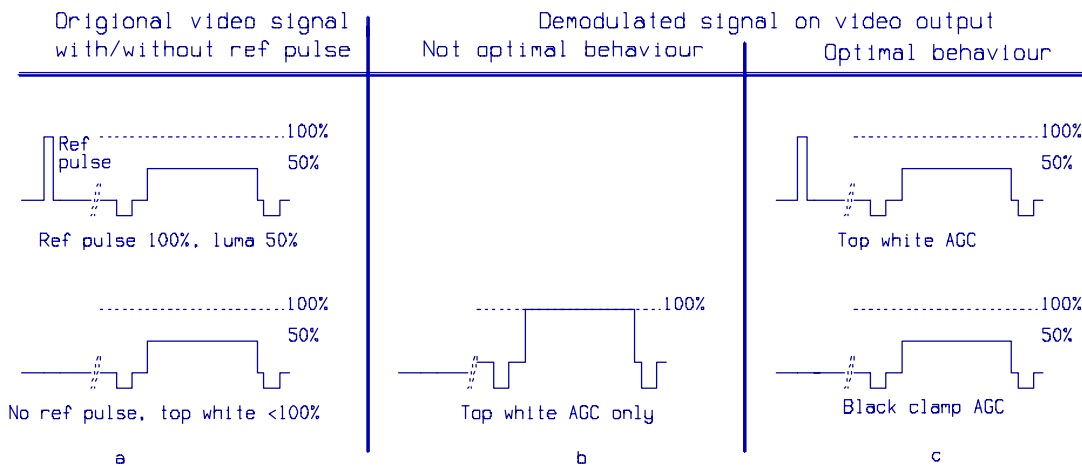 Origional video signal
with/without ref pulse
Demodulated signal on video output
Not optimal behaviour
Optimal behaviour
Ref
pulse
100%
50%
Ref pulse 100%. luma 50%
100%
50%
Top white AGC
100%
50%
No ref pulse. top white <100%
100%
Top white AGC only
100%
50%
Black clamp AGC
a
b
c